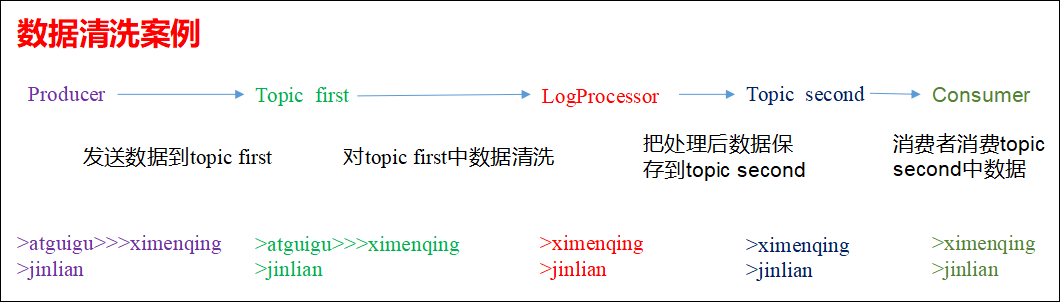 数据清洗案例
Producer
Topic first
LogProcessor
Topic second
Consumer
发送数据到topic first
对topic first中数据清洗
把处理后数据保
存到topic second
消费者消费topic
second中数据
>atguigu>>>ximenqing
>jinlian
>atguigu>>>ximenqing
>jinlian
>ximenqing
>jinlian
>ximenqing
>jinlian
>ximenqing
>jinlian